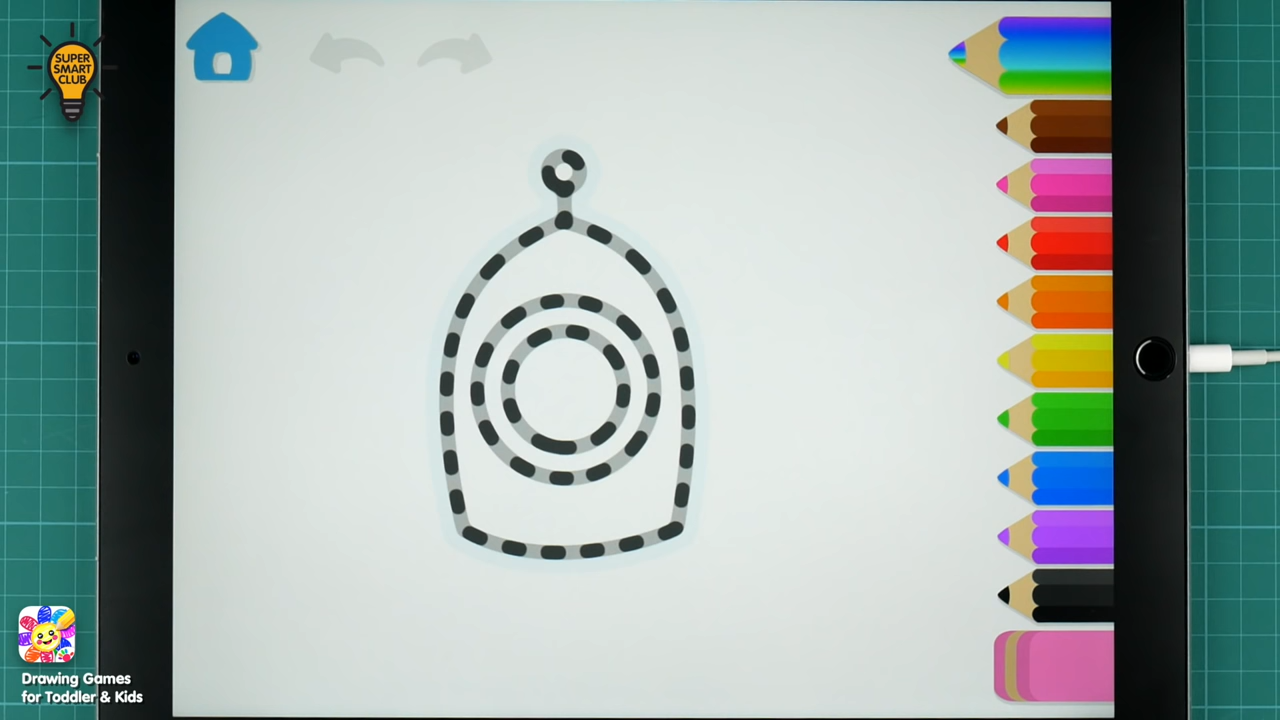 SUPER
SMART
CLUB
Drawing Games
for Toddler & Kids